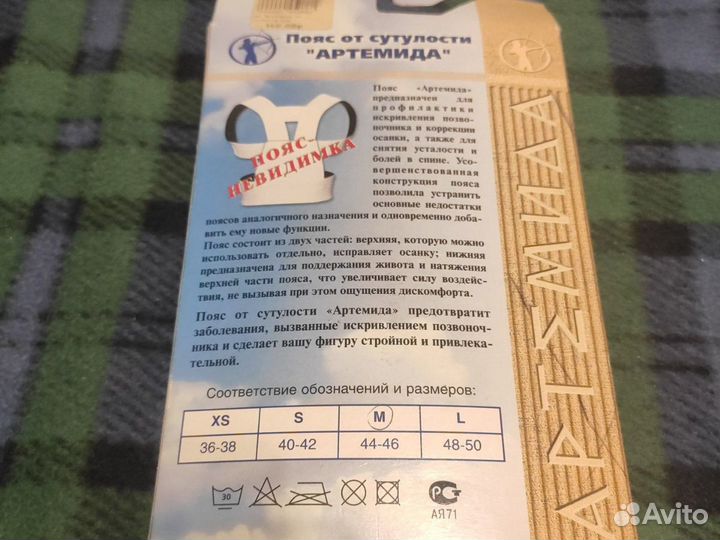 Пояс от сутулости
"АРТЕМИДА"
Пояс «Артемида»
предназначен для
профилактики
искривления позво-
ночника и коррекции
осанки, а также для
снятия усталости и
болей в спине. Усо-
вершенствованная
конструкция пояса
позволила устранить
основные недостатки
поясов аналогичного назначения и одновременно доба-
вить ему новые функции.
Пояс состоит из двух частей: верхняя, которую можно
использовать отдельно, исправляет осанку; нижняя
предназначена для поддержания живота и натяжения
верхней части пояса, что увеличивает силу воздейс-
твия, не вызывая при этом ощущения дискомфорта.
Пояс от сутулости «Артемида» предотвратит
заболевания, вызванные искривлением позвоноч-
ника и сделает вашу фигуру стройной и привлека-
тельной.
ПОЯС-
НЕВИДИМКА
Соответствие обозначений и размеров:
XS S M L
36-38 40-42 44-46 48-50
30
АЯ71
АРТЕМИДА
Avito